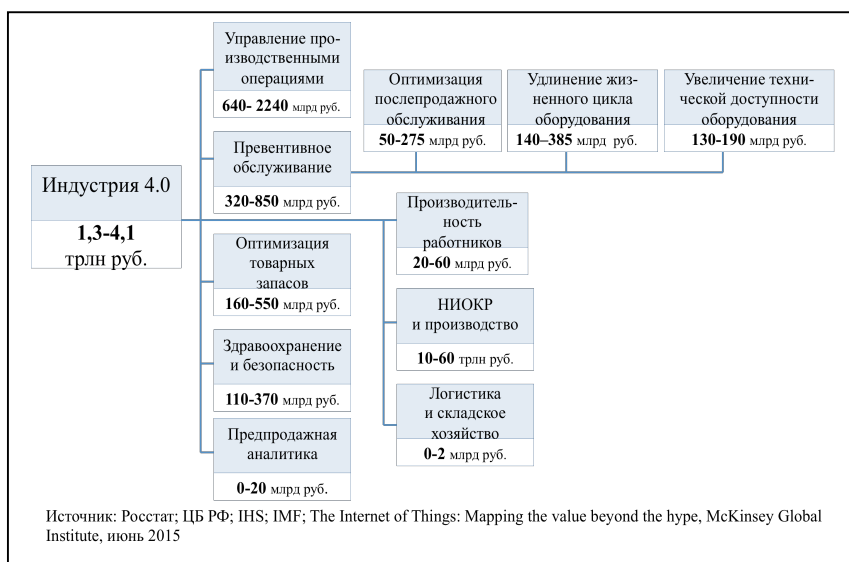 Индустрия 4.0
1,3-4,1
трлн руб.
Управление про-
изводственными
операциями
640- 2240 млрд руб.
Превентивное
обслуживание
320-850 млрд руб.
Оптимизация
послепродажного
обслуживания
50-275 млрд руб.
Удлинение жиз-
ненного цикла
оборудования
140–385 млрд руб.
Увеличение техни-
ческой доступности
оборудования
130-190 млрд руб.
Оптимизация
товарных
запасов
160-550 млрд руб.
Здравоохранение
и безопасность
110-370 млрд руб.
Предпродажная
аналитика
0-20 млрд руб.
Производитель-
ность
работников
20-60 млрд руб.
НИОКР
и производство
10-60 трлн руб.
Логистика
и складское
хозяйство
0-2 млрд руб.
Источник: Росстат; ЦБ РФ; IHS; IMF; The Internet of Things: Mapping the value beyond the hype, McKinsey Global
Institute, июнь 2015